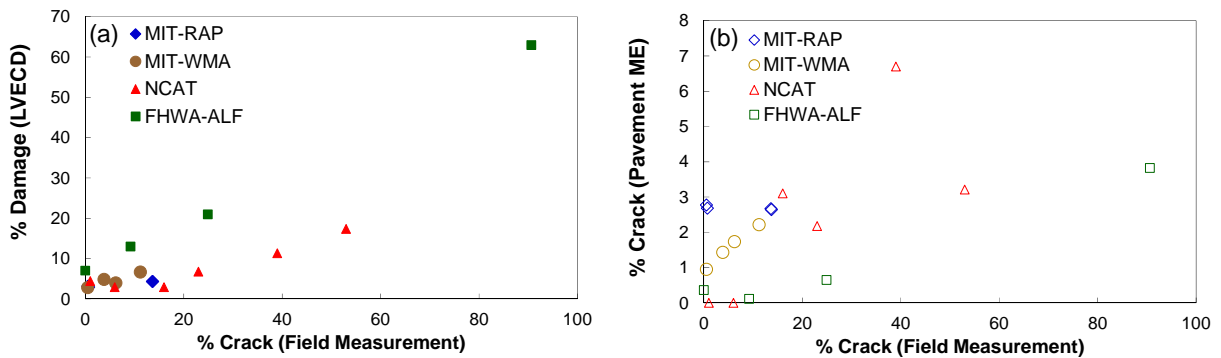 (a)
% Damage (LVECD)
70
60
50
40
30
20
10
0
MIT-RAP
MIT-WMA
NCAT
FHWA-ALF
0 20 40 60 80 100
% Crack (Field Measurement)
(b)
% Crack (Pavement ME)
8
7
6
5
4
3
2
1
0
MIT-RAP
MIT-WMA
NCAT
FHWA-ALF
0 20 40 60 80 100
% Crack (Field Measurement)